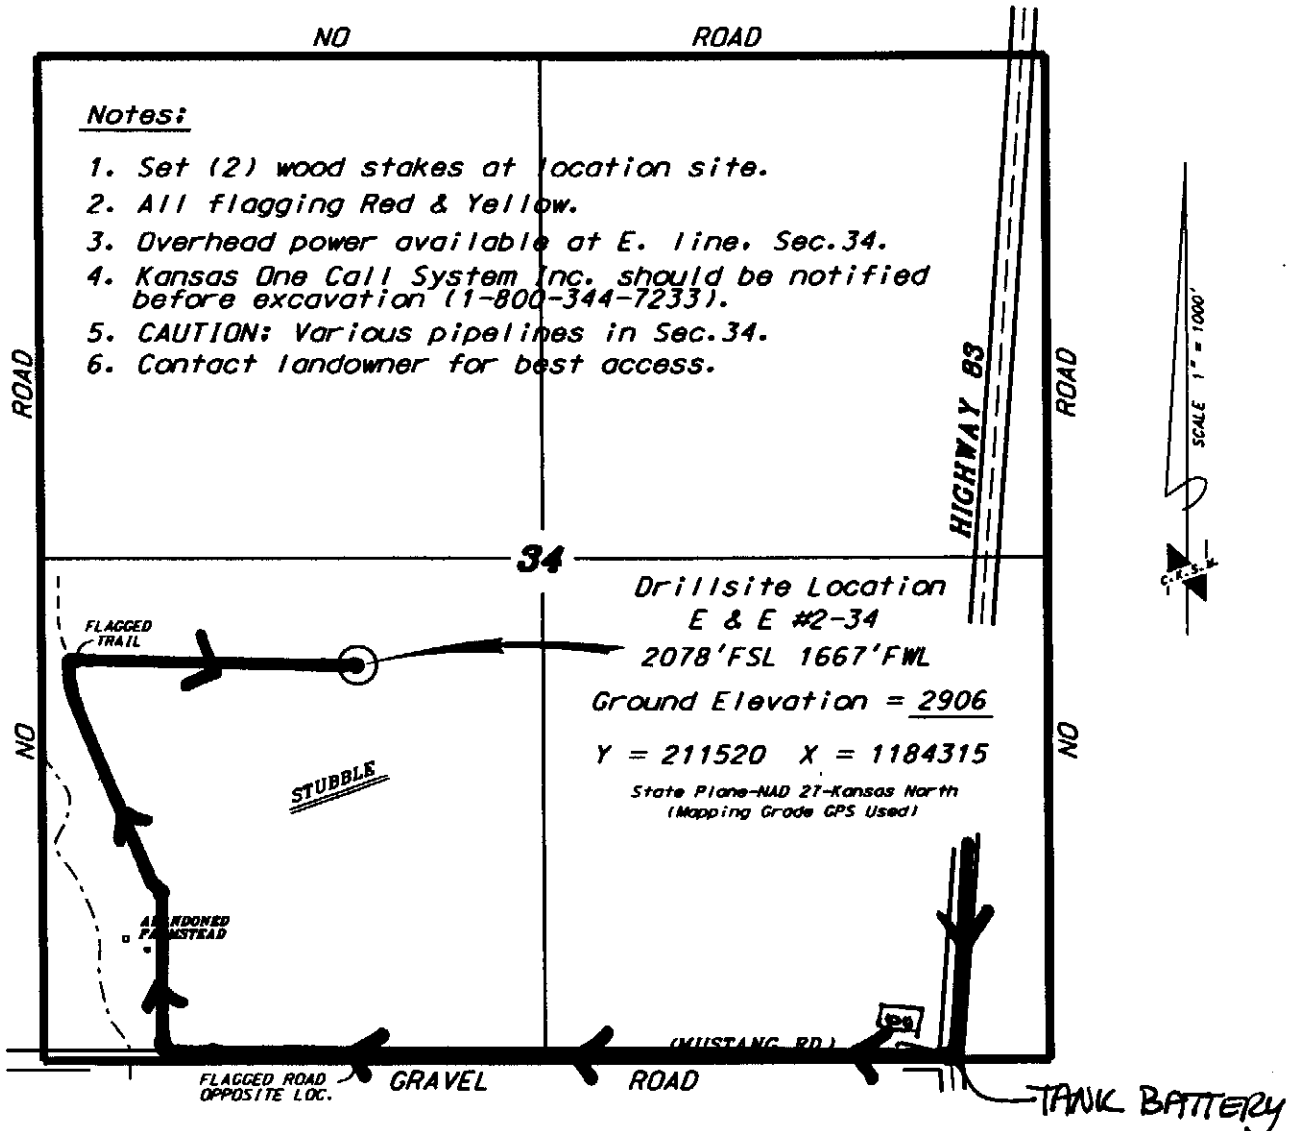 NO ROAD
Notes:
1. Set (2) wood stakes at location site.
2. All flagging Red & Yellow.
3. Overhead power available at E. line, Sec.34.
4. Kansas One Call System Inc. should be notified
before excavation (1-800-344-7233).
5. CAUTION: Various pipelines in Sec.34.
6. Contact landowner for best access.
ROAD
HIGHWAY 83
ROAD
SCALE 1" = 1000'
34
C.K.S.M.
Drillsite Location
E & E #2-34
2078'FSL 1667'FWL
Ground Elevation = 2906
Y = 211520 X = 1184315
State Plane-NAD 27-Kansas North
(Mapping Grade GPS Used)
FLAGGED
TRAIL
NO
NO
STUBBLE
ABANDONED
FARMSTEAD
(MUSTANG RD.)
FLAGGED ROAD
OPPOSITE LOC.
GRAVEL ROAD
TANK BATTERY